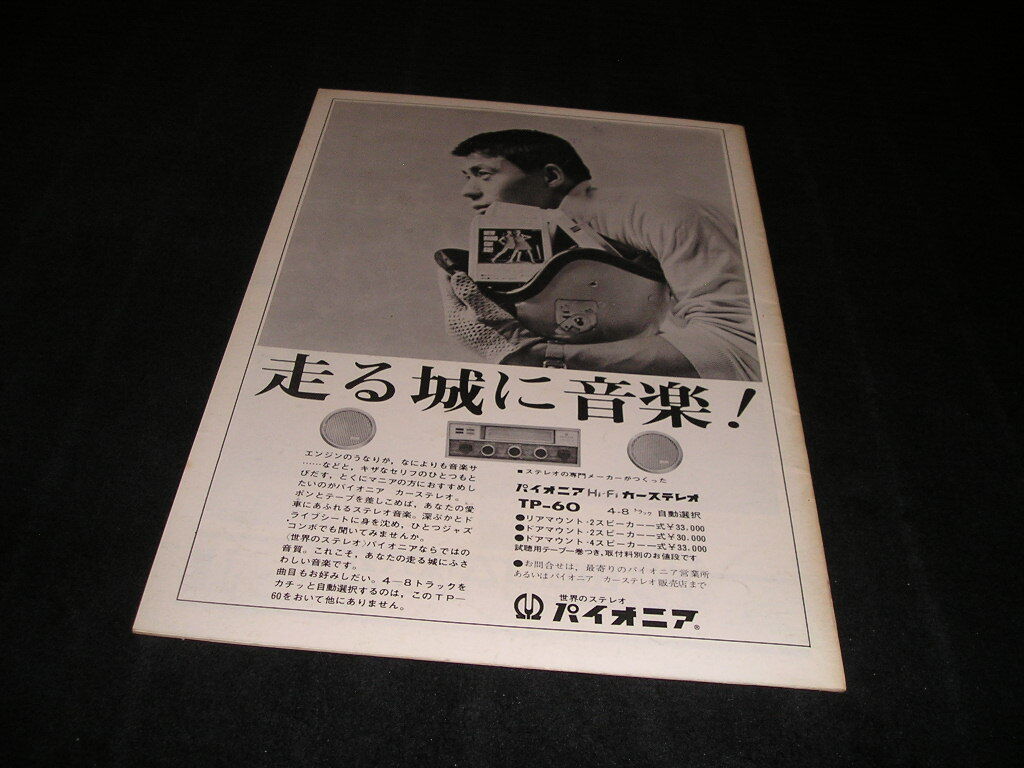 走る城に音楽!
エンジンのうなりが、なによりも音楽サ
……などと、キザなセリフのひとつもと
びだす、とくにマニアの方におすすめし
たいのがパイオニア カーステレオ。
ポンとテープを差しこめば、あなたの愛
車にあふれるステレオ音楽。深ぶかとド
ライブシートに身を沈め、ひとつジャズ
コンボでも聞いてみませんか。
〈世界のステレオ〉パイオニアならではの
音質。これこそ、あなたの走る城にふさ
わしい音楽です。
曲目もお好みしだい。4—8トラックを
カチッと自動選択するのは、このTP—
60をおいて他にありません。
■ステレオの専門メーカーがつくった
パイオニア Hi-Fi カーステレオ
TP-60 4-8トラック 自動選択
●リアマウント・2スピーカー一式¥33,000
●ドアマウント・2スピーカー一式¥30,000
●ドアマウント・4スピーカー一式¥33,000
試聴用テープ一巻つき、取付料別のお値段です
●お問合せは、最寄りのパイオニア営業所
あるいはパイオニア カーステレオ販売店まで
世界のステレオ
パイオニア®